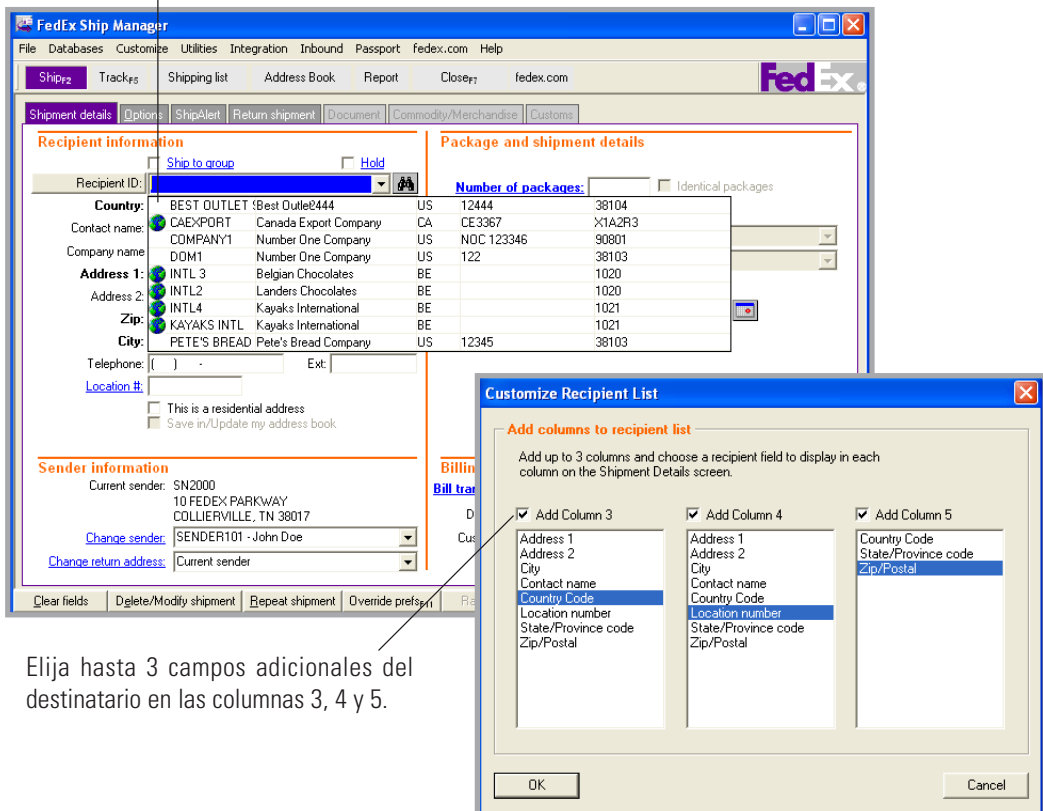 FedEx Ship Manager
File Databases Customize Utilities Integration Inbound Passport fedex.com Help
ShipF2 TrackF5 Shipping list Address Book Report CloseF7 fedex.com FedEx®
Shipment details Options ShipAlert Return shipment Document Commodity/Merchandise Customs
Recipient information
Ship to group Hold
Recipient ID:
Country:
Contact name:
Company name
Address 1:
Address 2:
Zip:
City:
BEST OUTLET Best Outlet2444 US 12444 38104
CAEXPORT Canada Export Company CA CE3367 X1A2R3
COMPANY1 Number One Company US NOC 123346 90801
DOM1 Number One Company US 122 38103
INTL 3 Belgian Chocolates BE 1020
INTL2 Landers Chocolates BE 1020
INTL4 Kayaks International BE 1021
KAYAKS INTL Kayaks International BE 1021
PETE'S BREAD Pete's Bread Company US 12345 38103
Telephone: ( ) - Ext:
Location #:
This is a residential address
Save in/Update my address book
Package and shipment details
Number of packages: Identical packages
Sender information
Current sender: SN2000
10 FEDEX PARKWAY
COLLIERVILLE, TN 38017
Change sender: SENDER101 - John Doe
Change return address: Current sender
Billin
Bill tran
D
Cus
Clear fields Delete/Modify shipment Repeat shipment Override prefsF11 Ra
Customize Recipient List
Add columns to recipient list
Add up to 3 columns and choose a recipient field to display in each
column on the Shipment Details screen.
Add Column 3
Address 1
Address 2
City
Contact name
Country Code
Location number
State/Province code
Zip/Postal
Add Column 4
Address 1
Address 2
City
Contact name
Country Code
Location number
State/Province code
Zip/Postal
Add Column 5
Country Code
State/Province code
Zip/Postal
OK Cancel
Elija hasta 3 campos adicionales del
destinatario en las columnas 3, 4 y 5.